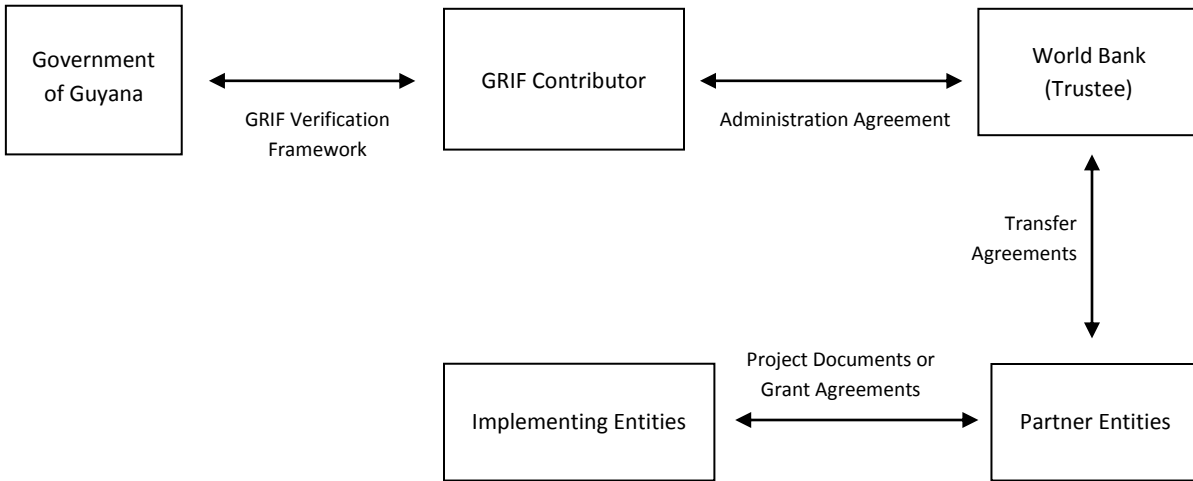 Government
of Guyana
GRIF Verification
Framework
GRIF Contributor
Administration Agreement
World Bank
(Trustee)
Transfer
Agreements
Implementing Entities
Project Documents or
Grant Agreements
Partner Entities